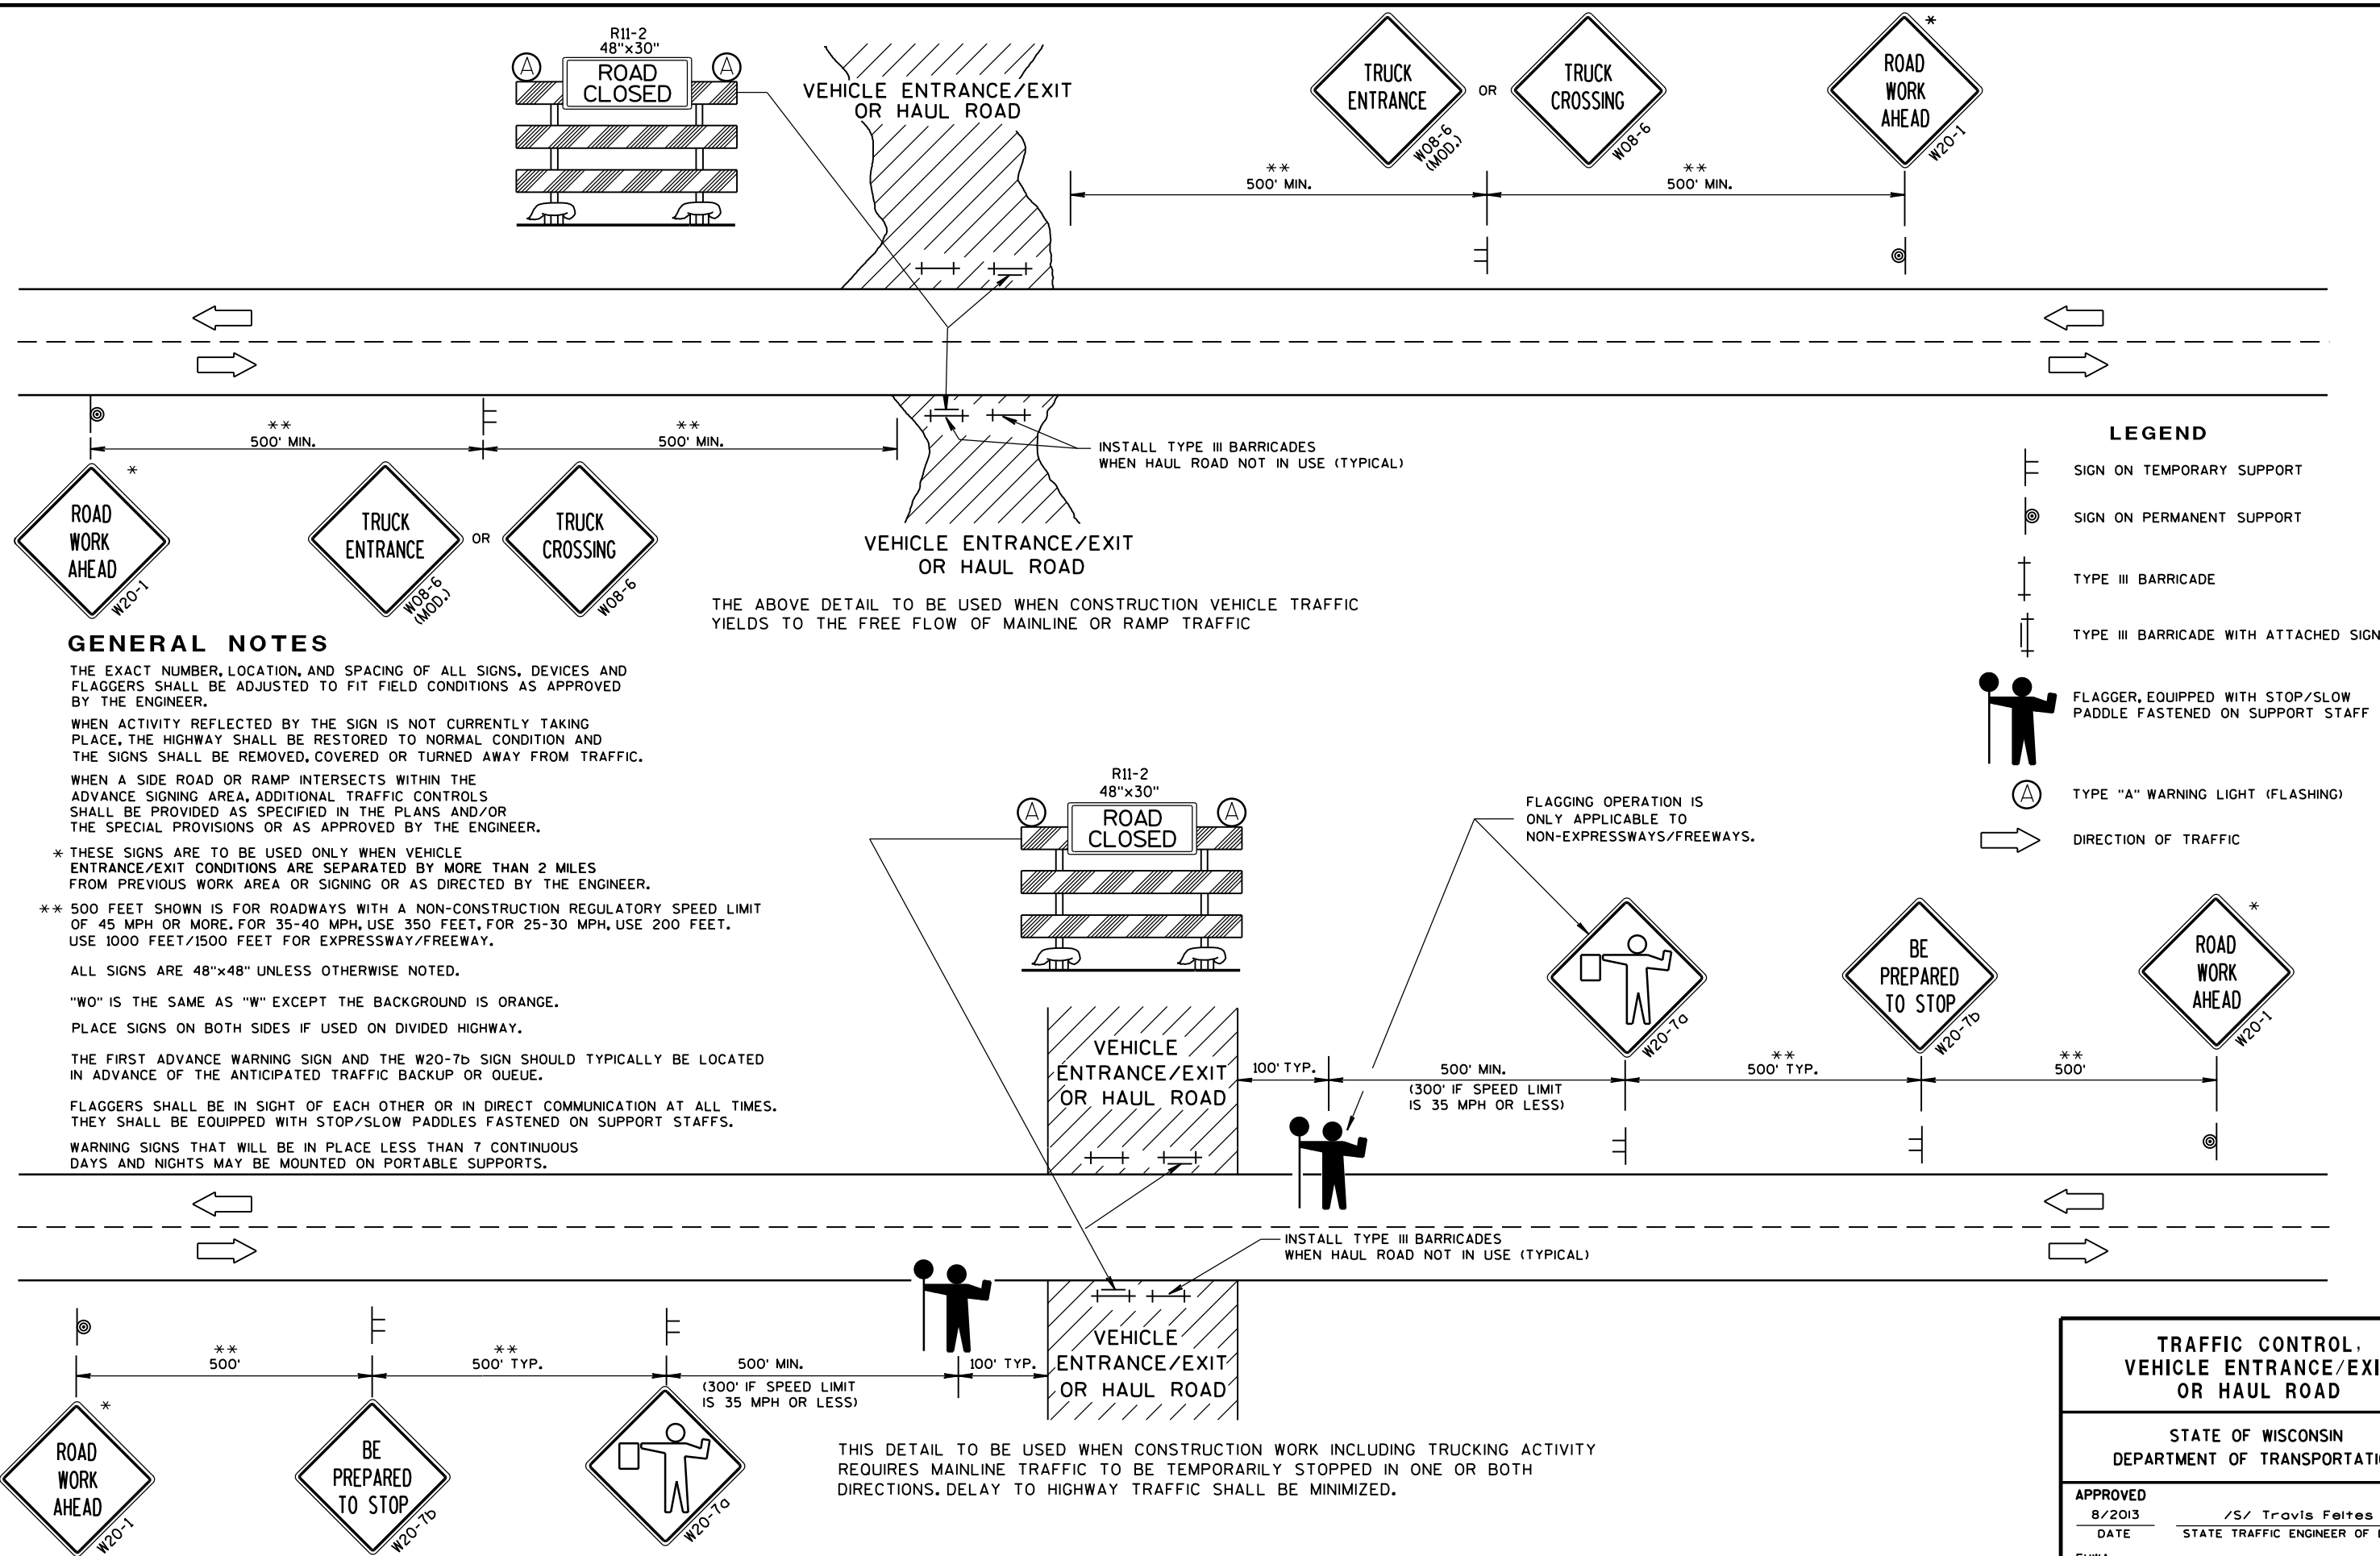 R11-2
48"x30"
A
ROAD
CLOSED
A
VEHICLE ENTRANCE/EXIT
OR HAUL ROAD
TRUCK
ENTRANCE
WO8-6
(MOD.)
OR
TRUCK
CROSSING
WO8-6
*
ROAD
WORK
AHEAD
W20-1
**
500' MIN.
**
500' MIN.
**
500' MIN.
**
500' MIN.
*
ROAD
WORK
AHEAD
W20-1
TRUCK
ENTRANCE
WO8-6
(MOD.)
OR
TRUCK
CROSSING
WO8-6
INSTALL TYPE III BARRICADES
WHEN HAUL ROAD NOT IN USE (TYPICAL)
VEHICLE ENTRANCE/EXIT
OR HAUL ROAD
THE ABOVE DETAIL TO BE USED WHEN CONSTRUCTION VEHICLE TRAFFIC
YIELDS TO THE FREE FLOW OF MAINLINE OR RAMP TRAFFIC
LEGEND
SIGN ON TEMPORARY SUPPORT
SIGN ON PERMANENT SUPPORT
TYPE III BARRICADE
TYPE III BARRICADE WITH ATTACHED SIGN
FLAGGER, EQUIPPED WITH STOP/SLOW
PADDLE FASTENED ON SUPPORT STAFF
A
TYPE "A" WARNING LIGHT (FLASHING)
DIRECTION OF TRAFFIC
GENERAL NOTES
THE EXACT NUMBER, LOCATION, AND SPACING OF ALL SIGNS, DEVICES AND
FLAGGERS SHALL BE ADJUSTED TO FIT FIELD CONDITIONS AS APPROVED
BY THE ENGINEER.
WHEN ACTIVITY REFLECTED BY THE SIGN IS NOT CURRENTLY TAKING
PLACE, THE HIGHWAY SHALL BE RESTORED TO NORMAL CONDITION AND
THE SIGNS SHALL BE REMOVED, COVERED OR TURNED AWAY FROM TRAFFIC.
WHEN A SIDE ROAD OR RAMP INTERSECTS WITHIN THE
ADVANCE SIGNING AREA, ADDITIONAL TRAFFIC CONTROLS
SHALL BE PROVIDED AS SPECIFIED IN THE PLANS AND/OR
THE SPECIAL PROVISIONS OR AS APPROVED BY THE ENGINEER.
* THESE SIGNS ARE TO BE USED ONLY WHEN VEHICLE
ENTRANCE/EXIT CONDITIONS ARE SEPARATED BY MORE THAN 2 MILES
FROM PREVIOUS WORK AREA OR SIGNING OR AS DIRECTED BY THE ENGINEER.
** 500 FEET SHOWN IS FOR ROADWAYS WITH A NON-CONSTRUCTION REGULATORY SPEED LIMIT
OF 45 MPH OR MORE. FOR 35-40 MPH, USE 350 FEET, FOR 25-30 MPH, USE 200 FEET.
USE 1000 FEET/1500 FEET FOR EXPRESSWAY/FREEWAY.
ALL SIGNS ARE 48"x48" UNLESS OTHERWISE NOTED.
"WO" IS THE SAME AS "W" EXCEPT THE BACKGROUND IS ORANGE.
PLACE SIGNS ON BOTH SIDES IF USED ON DIVIDED HIGHWAY.
THE FIRST ADVANCE WARNING SIGN AND THE W20-7b SIGN SHOULD TYPICALLY BE LOCATED
IN ADVANCE OF THE ANTICIPATED TRAFFIC BACKUP OR QUEUE.
FLAGGERS SHALL BE IN SIGHT OF EACH OTHER OR IN DIRECT COMMUNICATION AT ALL TIMES.
THEY SHALL BE EQUIPPED WITH STOP/SLOW PADDLES FASTENED ON SUPPORT STAFFS.
WARNING SIGNS THAT WILL BE IN PLACE LESS THAN 7 CONTINUOUS
DAYS AND NIGHTS MAY BE MOUNTED ON PORTABLE SUPPORTS.
R11-2
48"x30"
A
ROAD
CLOSED
A
FLAGGING OPERATION IS
ONLY APPLICABLE TO
NON-EXPRESSWAYS/FREEWAYS.
W20-7a
BE
PREPARED
TO STOP
W20-7b
*
ROAD
WORK
AHEAD
W20-1
VEHICLE
ENTRANCE/EXIT
OR HAUL ROAD
100' TYP.
500' MIN.
(300' IF SPEED LIMIT
IS 35 MPH OR LESS)
**
500' TYP.
**
500'
INSTALL TYPE III BARRICADES
WHEN HAUL ROAD NOT IN USE (TYPICAL)
**
500'
**
500' TYP.
500' MIN.
(300' IF SPEED LIMIT
IS 35 MPH OR LESS)
100' TYP.
VEHICLE
ENTRANCE/EXIT
OR HAUL ROAD
*
ROAD
WORK
AHEAD
W20-1
BE
PREPARED
TO STOP
W20-7b
W20-7a
THIS DETAIL TO BE USED WHEN CONSTRUCTION WORK INCLUDING TRUCKING ACTIVITY
REQUIRES MAINLINE TRAFFIC TO BE TEMPORARILY STOPPED IN ONE OR BOTH
DIRECTIONS. DELAY TO HIGHWAY TRAFFIC SHALL BE MINIMIZED.
TRAFFIC CONTROL,
VEHICLE ENTRANCE/EXI
OR HAUL ROAD
STATE OF WISCONSIN
DEPARTMENT OF TRANSPORTATI
APPROVED
8/2013 /S/ Travis Feltes
DATE STATE TRAFFIC ENGINEER OF